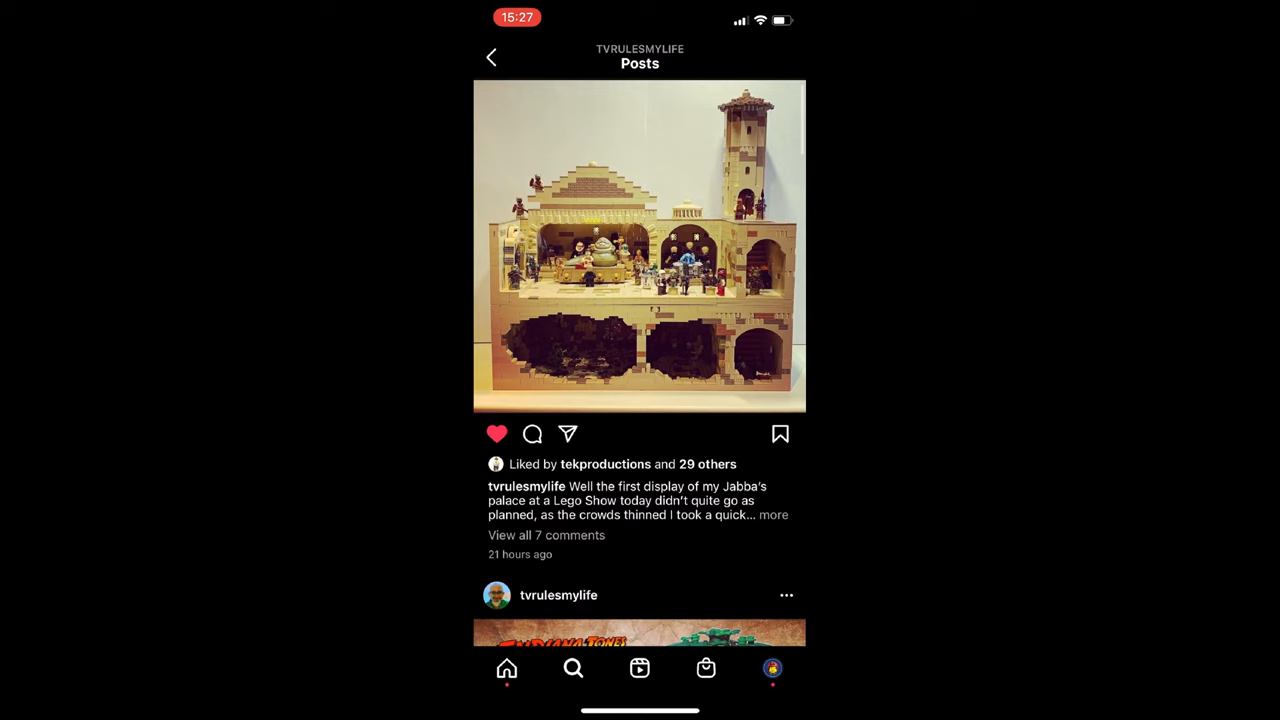 15:27
TVRULESMYLIFE
Posts
Liked by tekproductions and 29 others
tvrulesmylife Well the first display of my Jabba's
palace at a Lego Show today didn't quite go as
planned, as the crowds thinned I took a quick... more
View all 7 comments
21 hours ago
tvrulesmylife
INDIANA JONES